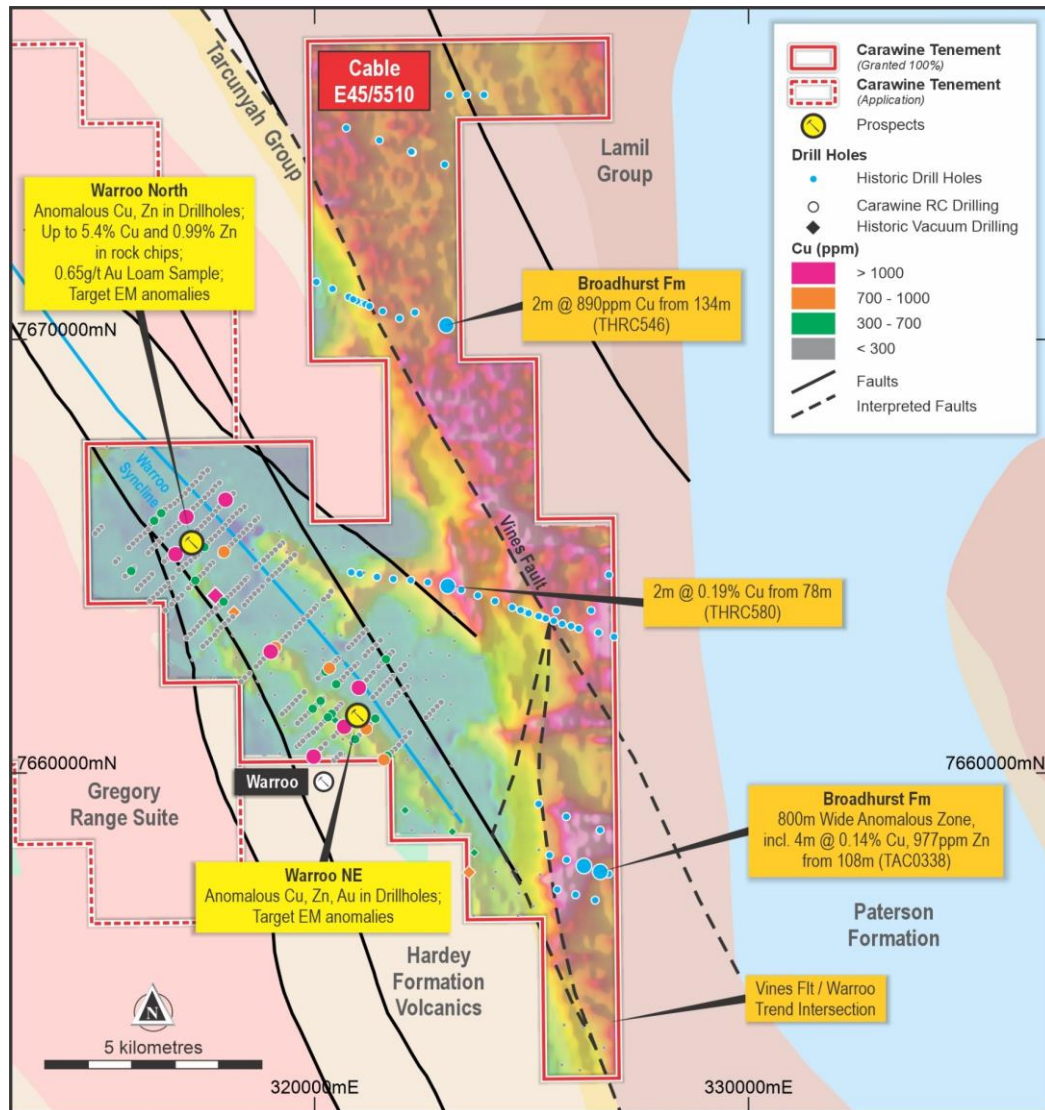 Cable
E45/5510
Tarcunyah Group
Lamil
Group
Warroo North
Anomalous Cu, Zn in Drillholes;
Up to 5.4% Cu and 0.99% Zn
in rock chips;
0.65g/t Au Loam Sample;
Target EM anomalies
Broadhurst Fm
2m @ 890ppm Cu from 134m
(THRC546)
7670000mN
Warroo
Syncline
Vines Fault
2m @ 0.19% Cu from 78m
(THRC580)
7660000mN
7660000mN
Warroo
Gregory
Range Suite
Broadhurst Fm
800m Wide Anomalous Zone,
incl. 4m @ 0.14% Cu, 977ppm Zn
from 108m (TAC0338)
Warroo NE
Anomalous Cu, Zn, Au in Drillholes;
Target EM anomalies
Paterson
Formation
Hardey
Formation
Volcanics
Vines Flt / Warroo
Trend Intersection
N
5 kilometres
320000mE
330000mE
Carawine Tenement
(Granted 100%)
Carawine Tenement
(Application)
Prospects
Drill Holes
Historic Drill Holes
Carawine RC Drilling
Historic Vacuum Drilling
Cu (ppm)
> 1000
700 - 1000
300 - 700
< 300
Faults
Interpreted Faults